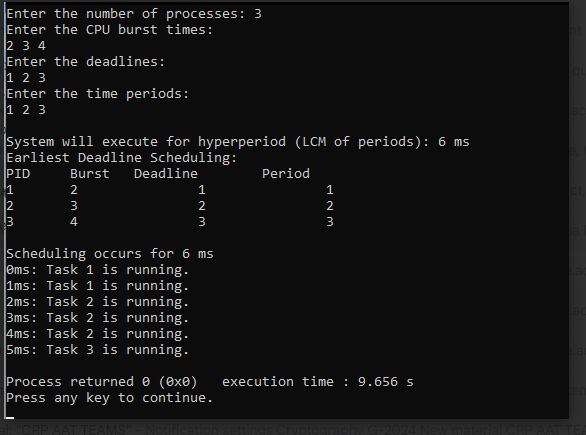 Enter the number of processes: 3
Enter the CPU burst times:
2 3 4
Enter the deadlines:
1 2 3
Enter the time periods:
1 2 3
System will execute for hyperperiod (LCM of periods): 6 ms
Earliest Deadline Scheduling:
PID Burst Deadline Period
1 2 1 1
2 3 2 2
3 4 3 3
Scheduling occurs for 6 ms
0ms: Task 1 is running.
1ms: Task 1 is running.
2ms: Task 2 is running.
3ms: Task 2 is running.
4ms: Task 2 is running.
5ms: Task 3 is running.
Process returned 0 (0x0) execution time : 9.656 s
Press any key to continue.